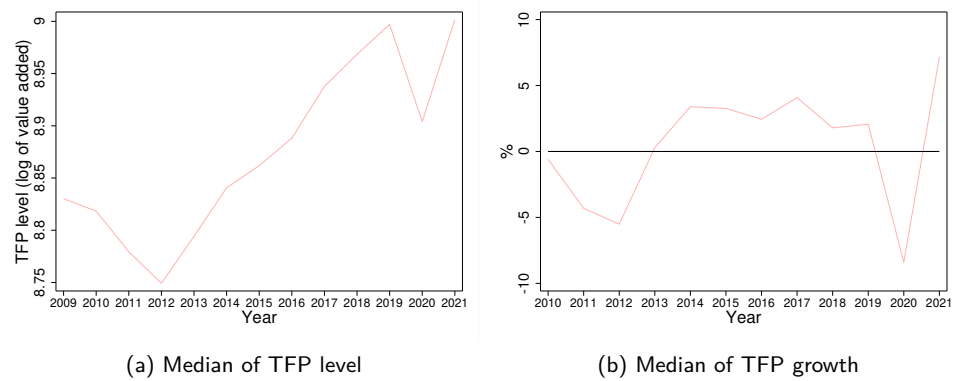 TFP level (log of value added)
9
8.95
8.9
8.85
8.8
8.75
2009 2010 2011 2012 2013 2014 2015 2016 2017 2018 2019 2020 2021
Year
(a) Median of TFP level
%
10
5
0
-5
-10
2010 2011 2012 2013 2014 2015 2016 2017 2018 2019 2020 2021
Year
(b) Median of TFP growth